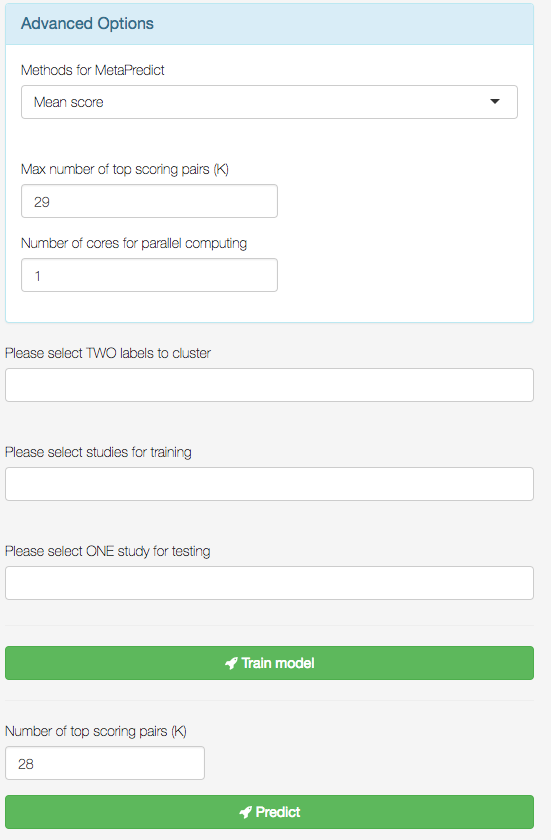 Advanced Options
Methods for MetaPredict
Mean score
Max number of top scoring pairs (K)
29
Number of cores for parallel computing
1
Please select TWO labels to cluster
Please select studies for training
Please select ONE study for testing
Train model
Number of top scoring pairs (K)
28
Predict